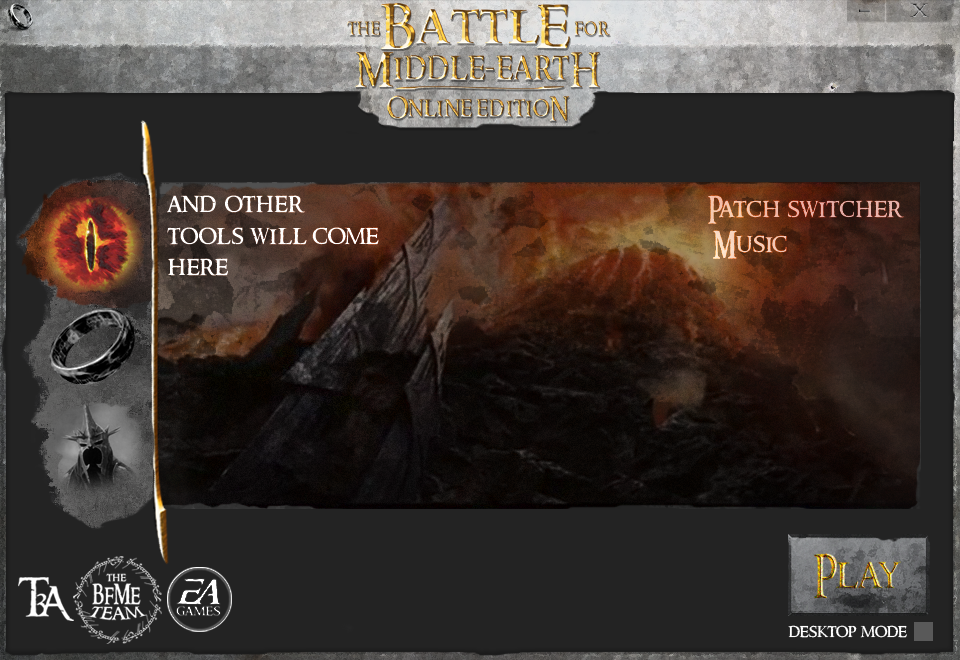 THE BATTLE FOR
MIDDLE-EARTH
ONLINE EDITION
AND OTHER
TOOLS WILL COME
HERE
PATCH SWITCHER
MUSIC
T3A
THE
BFME
TEAM
EA
GAMES
PLAY
DESKTOP MODE